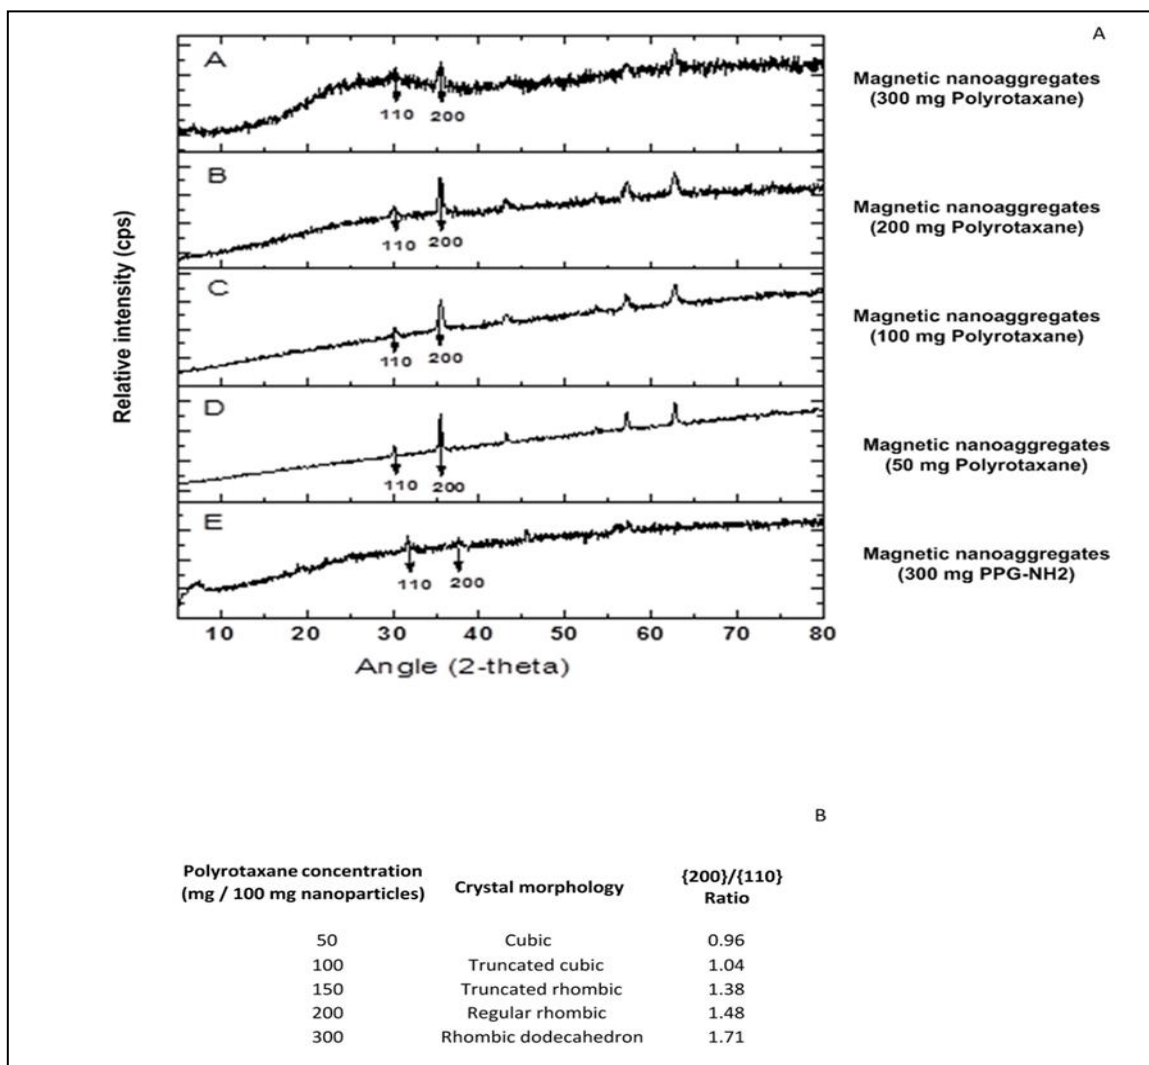 A
A
110 200
Magnetic nanoaggregates
(300 mg Polyrotaxane)
B
110 200
Magnetic nanoaggregates
(200 mg Polyrotaxane)
C
110 200
Magnetic nanoaggregates
(100 mg Polyrotaxane)
D
110 200
Magnetic nanoaggregates
(50 mg Polyrotaxane)
E
110 200
Magnetic nanoaggregates
(300 mg PPG-NH2)
Relative intensity (cps)
10 20 30 40 50 60 70 80
Angle (2-theta)
B
Polyrotaxane concentration
(mg / 100 mg nanoparticles)
Crystal morphology
{200}/{110}
Ratio
50 Cubic 0.96
100 Truncated cubic 1.04
150 Truncated rhombic 1.38
200 Regular rhombic 1.48
300 Rhombic dodecahedron 1.71